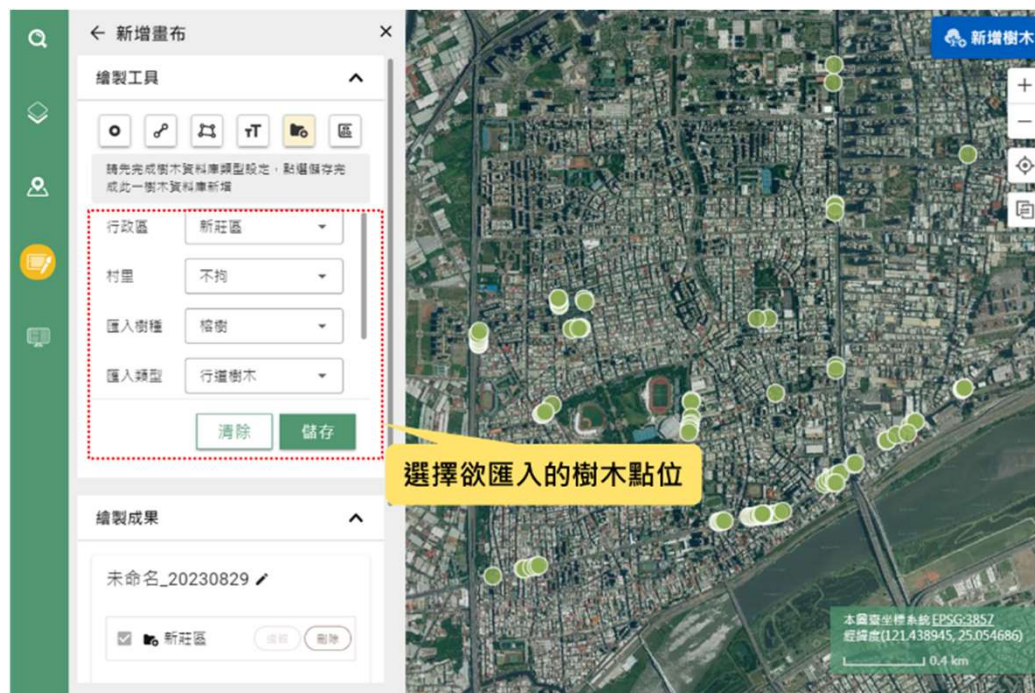 ← 新增畫布 ×
繪製工具
請先完成樹木資料庫類型設定，點選儲存完
成此一樹木資料庫新增
行政區 新莊區
村里 不拘
匯入樹種 榕樹
匯入類型 行道樹木
清除 儲存
選擇欲匯入的樹木點位
繪製成果
未命名_20230829
新莊區 編輯 刪除
新增樹木
+
−
本圖臺坐標系統 EPSG:3857
經緯度(121.438945, 25.054686)
0.4 km